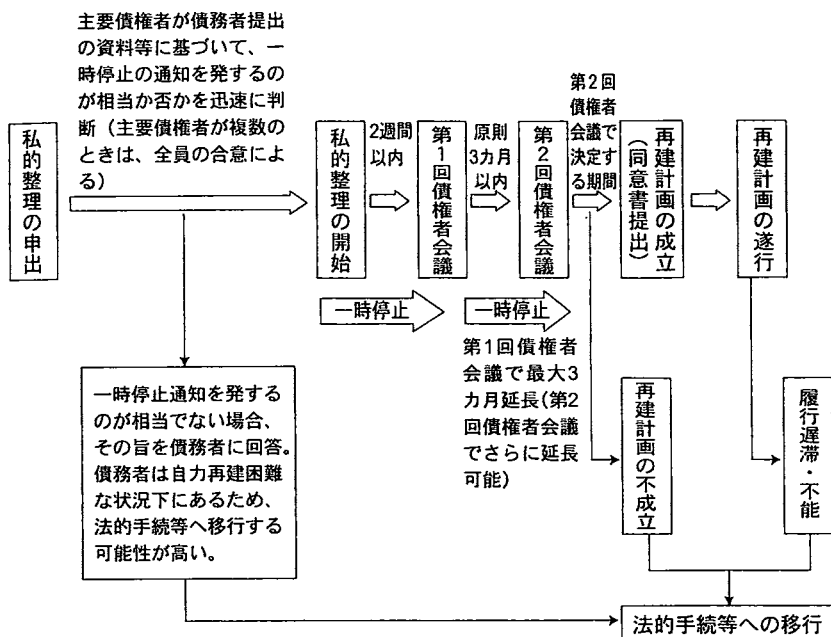 主要債権者が債務者提出
の資料等に基づいて、一
時停止の通知を発するの
が相当か否かを迅速に判
断（主要債権者が複数の
ときは、全員の合意によ
る）
私的整理の申出
私的整理の開始
2週間
以内
第1回債権者会議
原則
3カ月
以内
第2回債権者会議
第2回
債権者
会議で
決定す
る期間
再建計画の成立
（同意書提出）
再建計画の遂行
一時停止
一時停止
第1回債権者
会議で最大3
カ月延長（第2
回債権者会議
でさらに延長
可能）
一時停止通知を発する
のが相当でない場合、
その旨を債務者に回答。
債務者は自力再建困難
な状況下にあるため、
法的手続等へ移行する
可能性が高い。
再建計画の不成立
履行遅滞・不能
法的手続等への移行